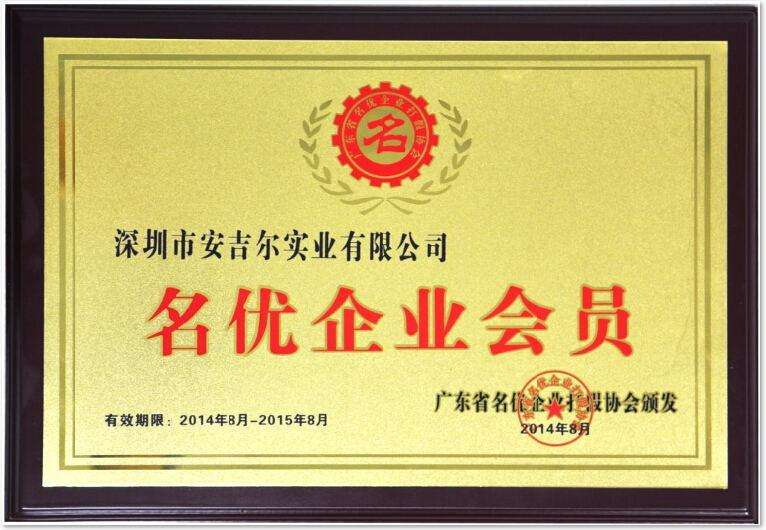 广东省名优企业打假协会
名
深圳市安吉尔实业有限公司
名优企业会员
广东省名优企业打假协会颁发
有效期限：2014年8月-2015年8月
2014年8月